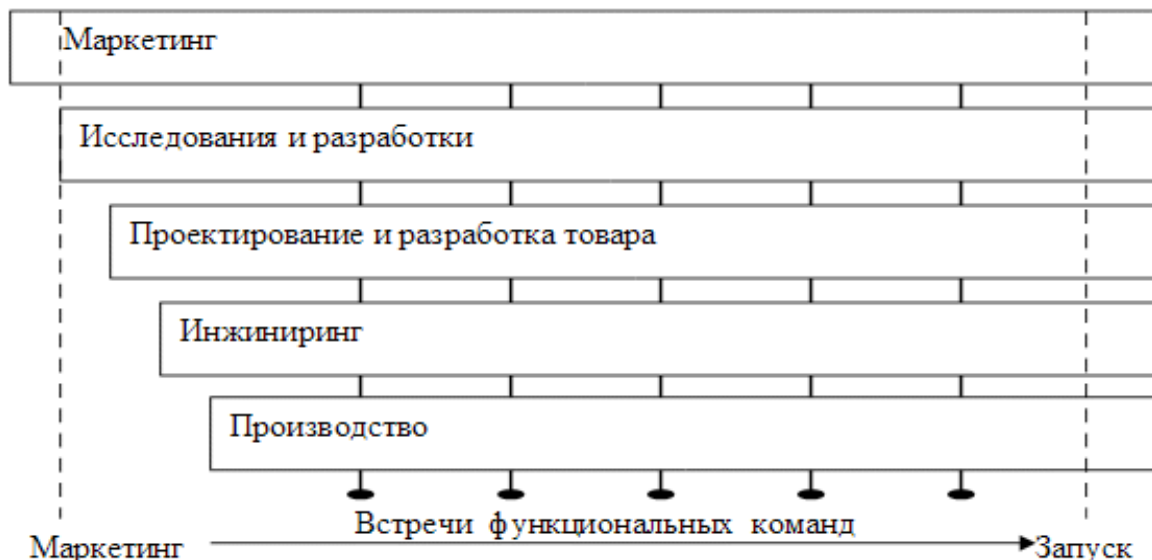 Маркетинг
Исследования и разработки
Проектирование и разработка товара
Инжиниринг
Производство
Встречи функциональных команд
Маркетинг
Запуск